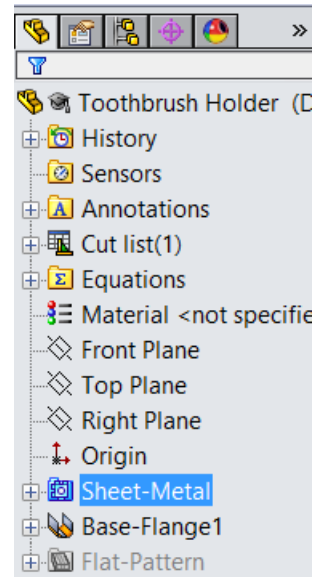 »
Toothbrush Holder (D
History
Sensors
A Annotations
Cut list(1)
Σ Equations
Material <not specifie
Front Plane
Top Plane
Right Plane
Origin
Sheet-Metal
Base-Flange1
Flat-Pattern